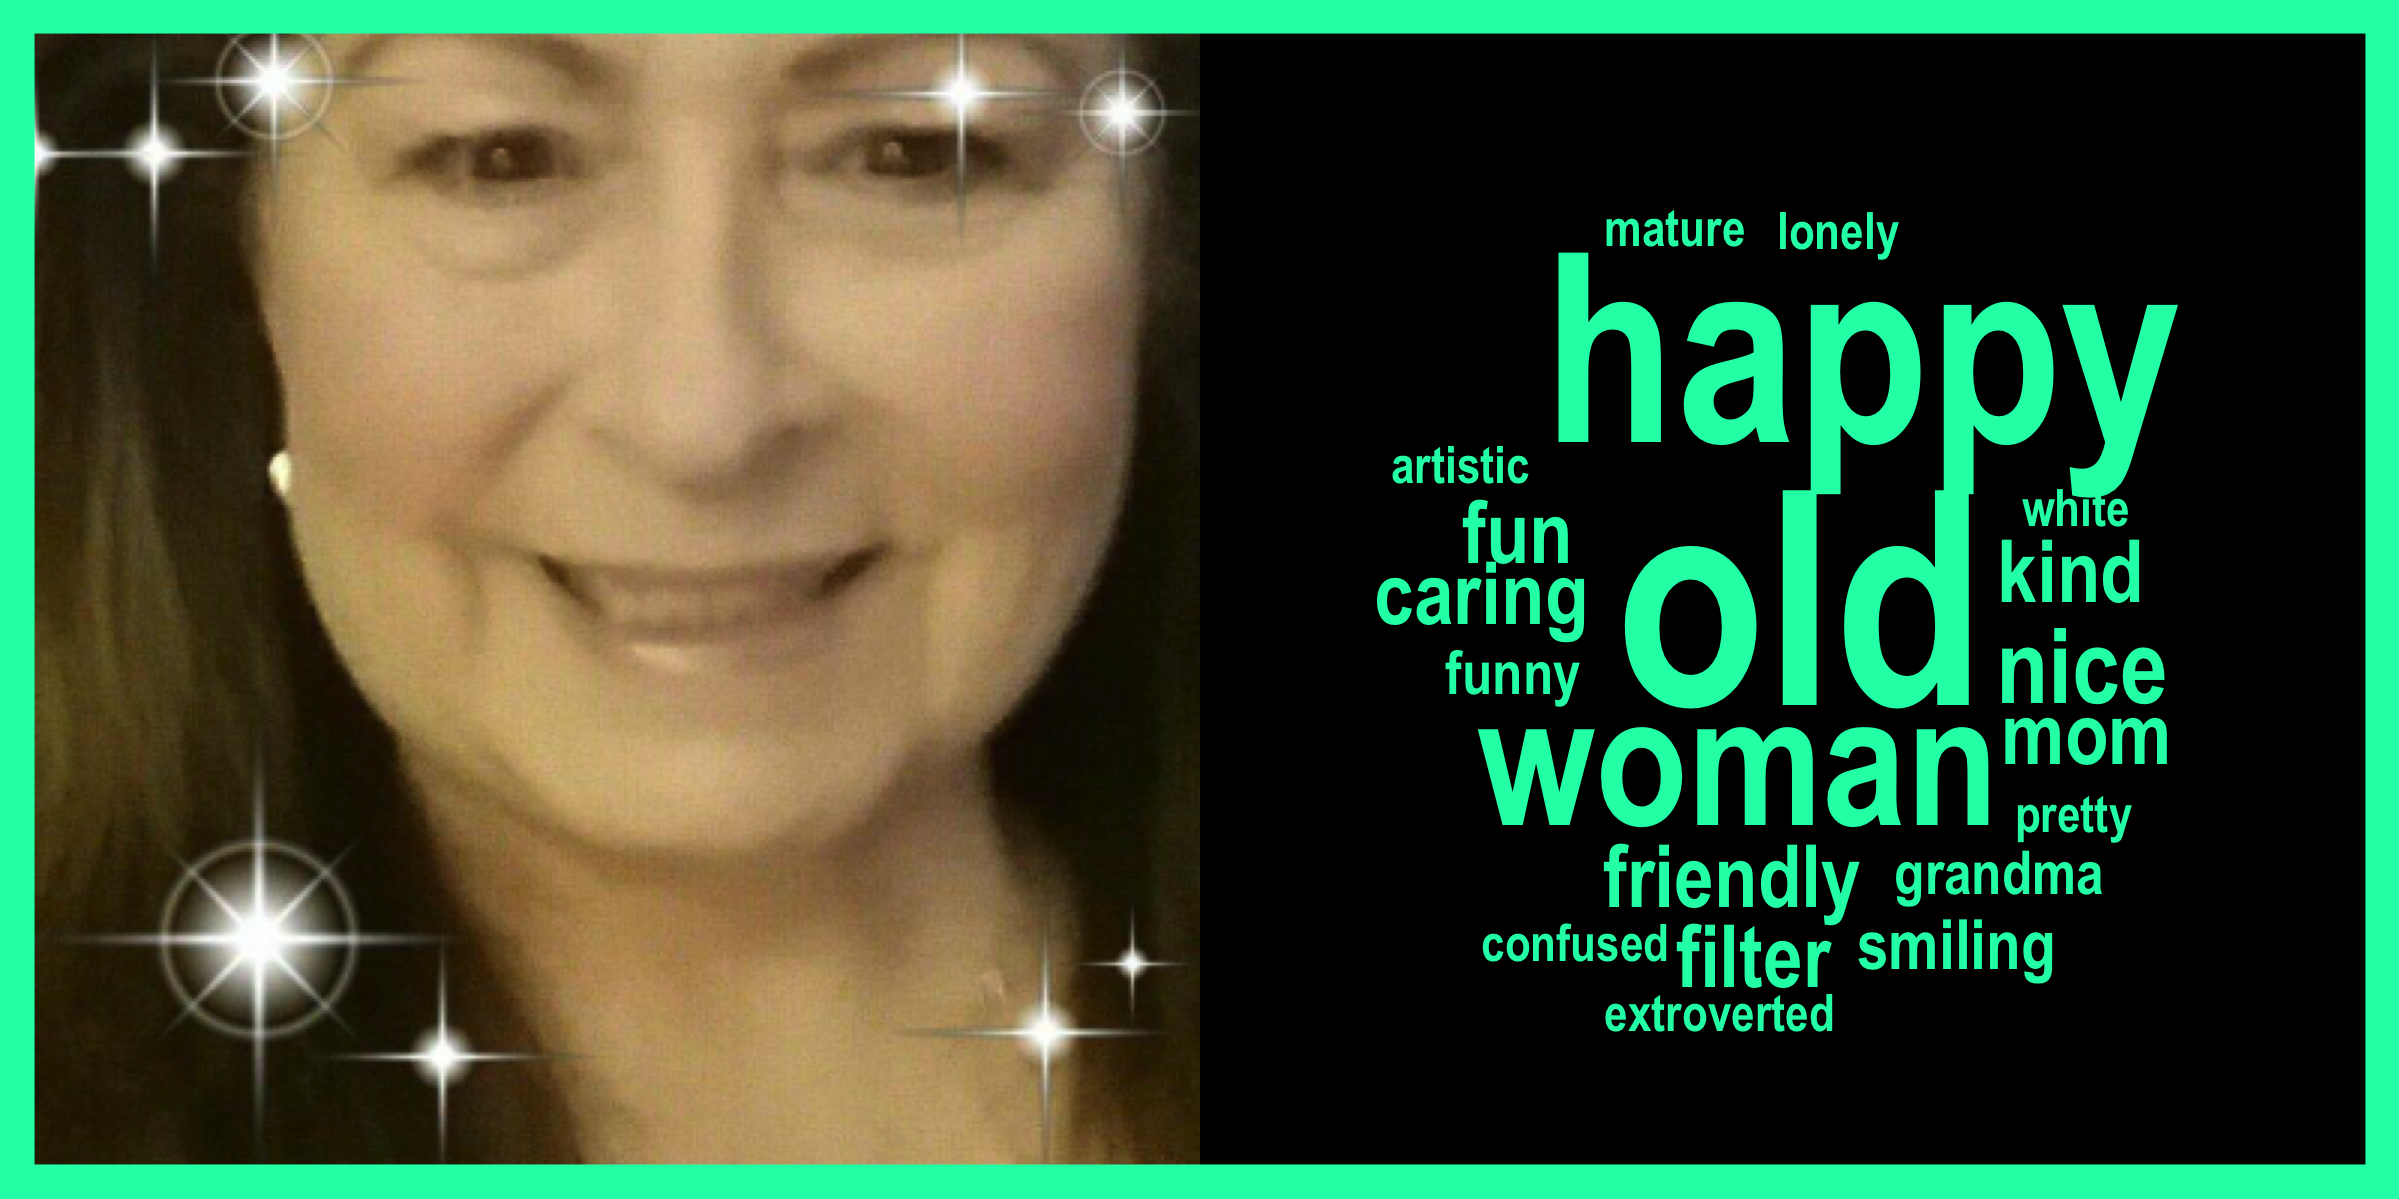 mature lonely
happy
artistic
fun
white
caring
kind
old
funny
nice
woman
mom
pretty
friendly
grandma
confused
filter
smiling
extroverted